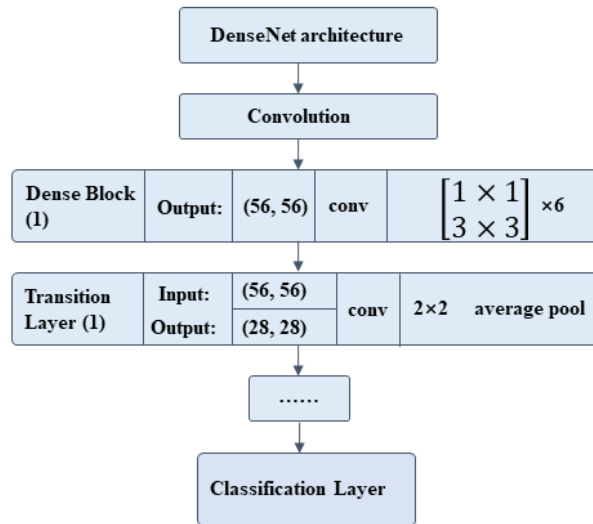 DenseNet architecture
Convolution
Dense Block (1) Output: (56, 56) conv [1 × 1 3 × 3] ×6
Transition Layer (1) Input: (56, 56) Output: (28, 28) conv 2×2 average pool
......
Classification Layer